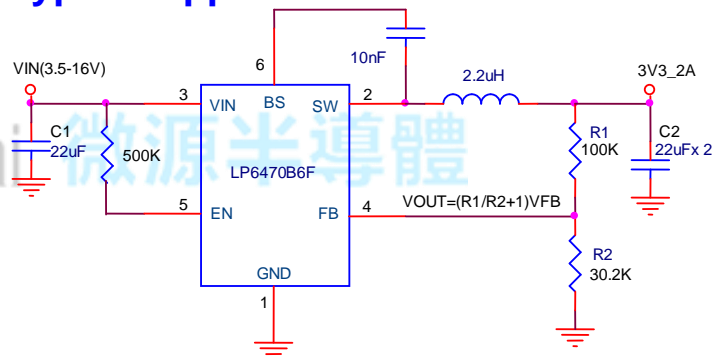 10nF
VIN(3.5-16V)
6
2.2uH
3V3_2A
3
VIN
BS
SW
2
C1
22uF
500K
R1
100K
C2
22uFx 2
微源半導體
LP6470B6F
5
EN
FB
4
VOUT=(R1/R2+1)VFB
R2
30.2K
GND
1